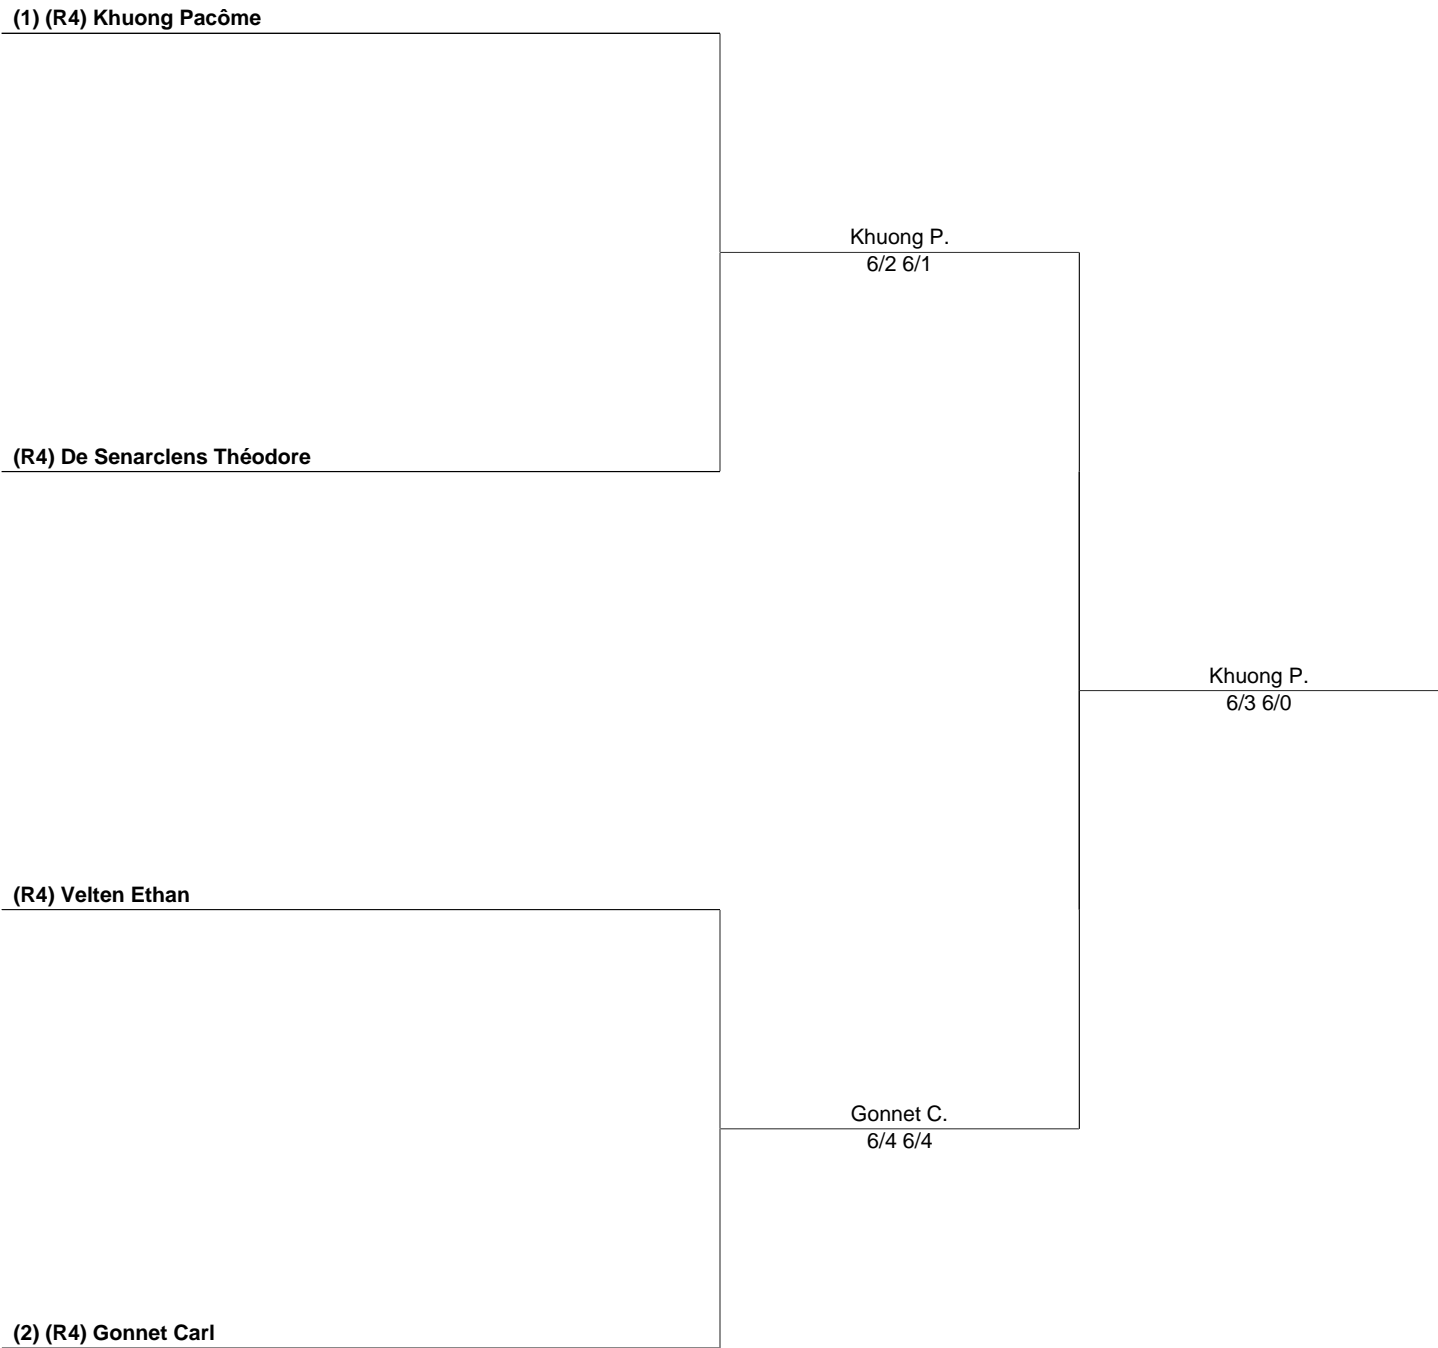 (1) (R4) Khuong Pacôme
Khuong P.
6/2 6/1
(R4) De Senarclens Théodore
Khuong P.
6/3 6/0
(R4) Velten Ethan
Gonnet C.
6/4 6/4
(2) (R4) Gonnet Carl